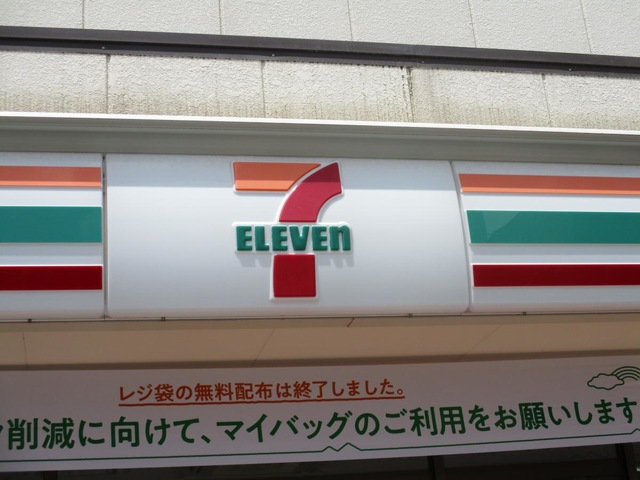 7
ELEVEn
レジ袋の無料配布は終了しました。
削減に向けて、マイバッグのご利用をお願いします